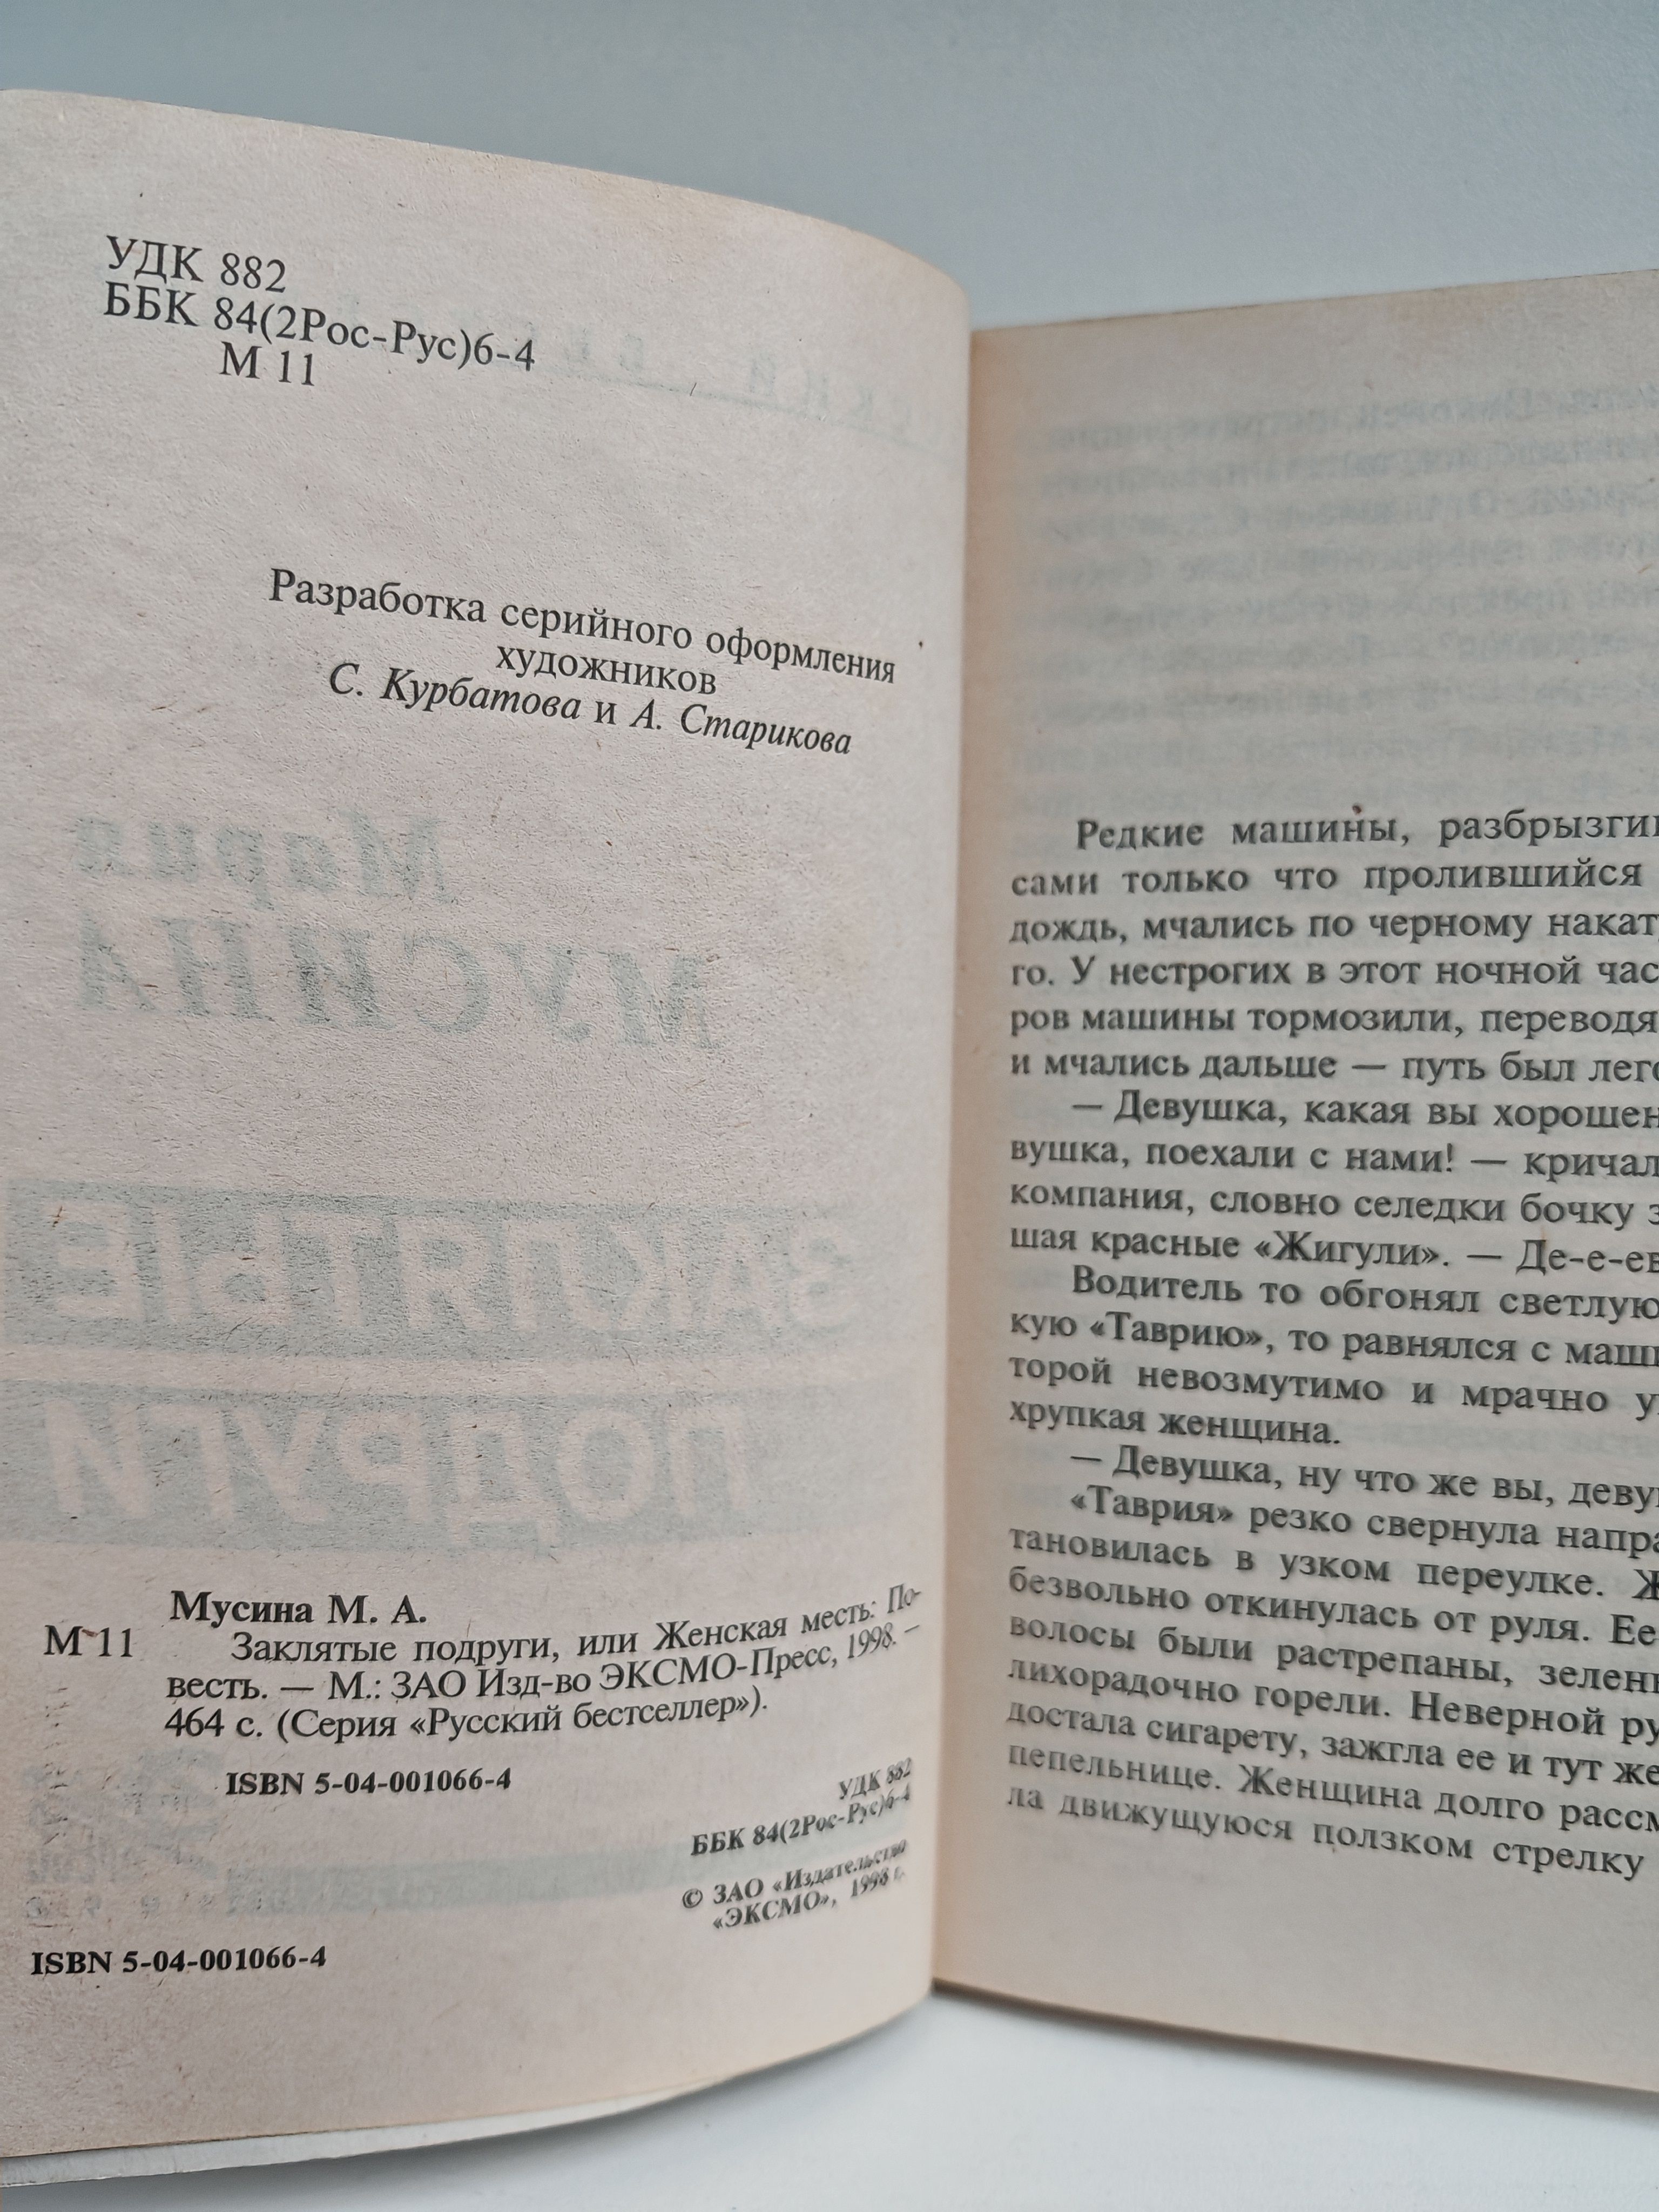 УДК 882
ББК 84(2Рос-Рус)6-4
М 11
Разработка серийного оформления
художников
С. Курбатова и А. Старикова
Мусина М. А.
М 11
Заклятые подруги, или Женская месть: По-
весть. — М.: ЗАО Изд-во ЭКСМО-Пресс, 1998. —
464 с. (Серия «Русский бестселлер»).
ISBN 5-04-001066-4
УДК 882
ББК 84(2Рос-Рус)6-4
© ЗАО «Издательство
«ЭКСМО», 1998 г.
ISBN 5-04-001066-4
Редкие машины, разбрызги
сами только что пролившийся
дождь, мчались по черному накат
го. У нестрогих в этот ночной час
ров машины тормозили, переводя
и мчались дальше — путь был лег
— Девушка, какая вы хорошен
вушка, поехали с нами! — кричал
компания, словно селедки бочку з
шая красные «Жигули». — Де-е-ев
Водитель то обгонял светлую
кую «Таврию», то равнялся с маши
торой невозмутимо и мрачно у
хрупкая женщина.
— Девушка, ну что же вы, деву
«Таврия» резко свернула напра
тановилась в узком переулке. Ж
безвольно откинулась от руля. Ее
волосы были растрепаны, зелены
лихорадочно горели. Неверной ру
достала сигарету, зажгла ее и тут же
пепельнице. Женщина долго рассм
ла движущуюся ползком стрелку